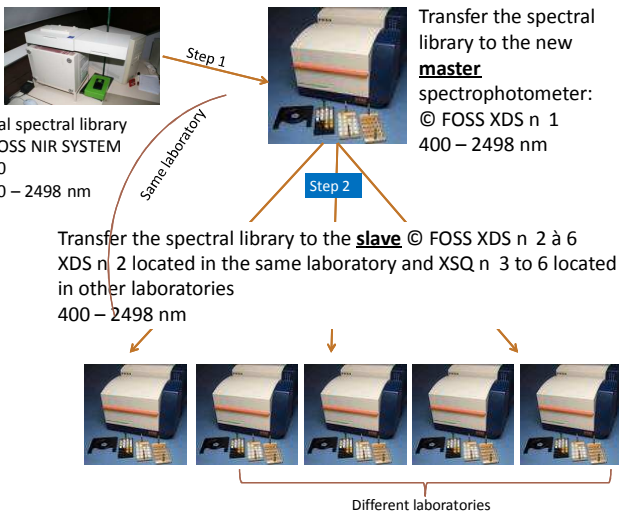 Step 1
Transfer the spectral
library to the new
master
spectrophotometer:
© FOSS XDS n 1
400 – 2498 nm
al spectral library
OSS NIR SYSTEM
0
0 – 2498 nm
Same laboratory
Step 2
Transfer the spectral library to the slave © FOSS XDS n 2 à 6
XDS n 2 located in the same laboratory and XSQ n 3 to 6 located
in other laboratories
400 – 2498 nm
Different laboratories